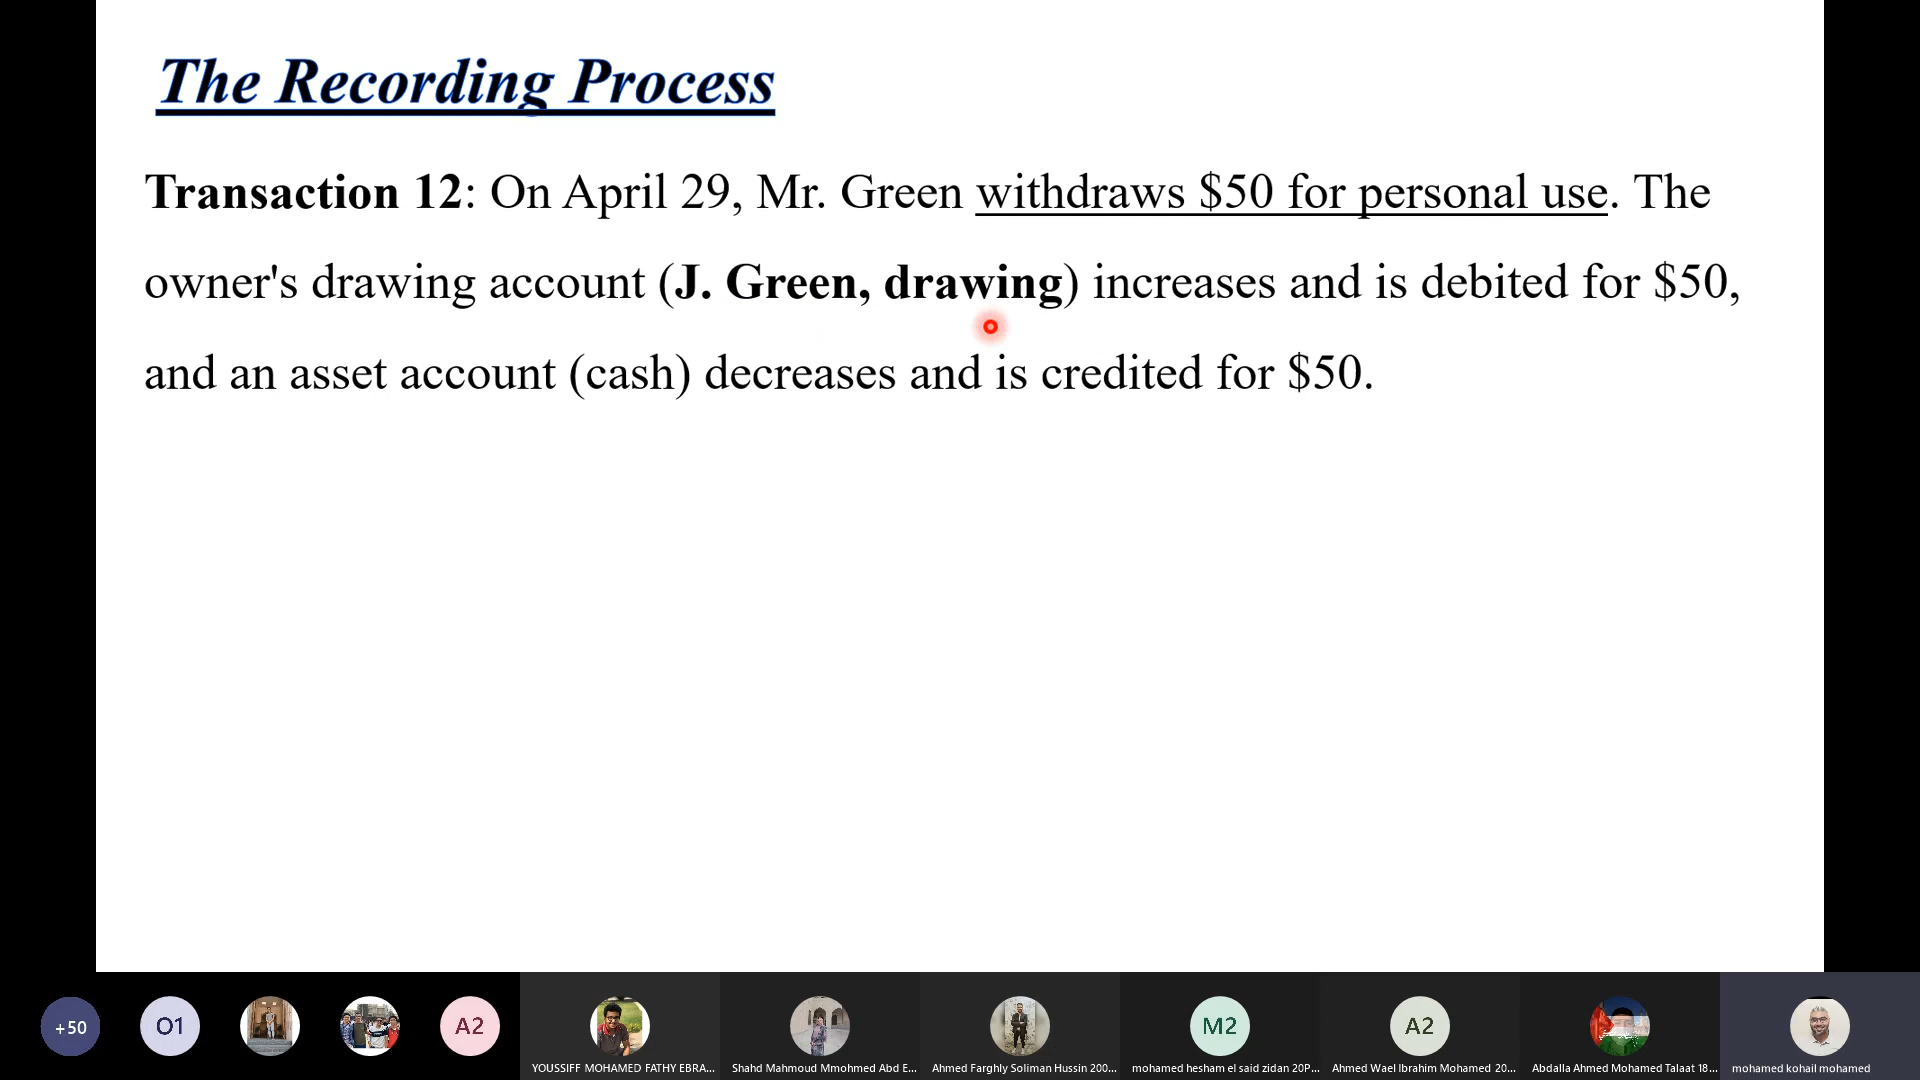 The Recording Process
Transaction 12: On April 29, Mr. Green withdraws $50 for personal use. The
owner's drawing account (J. Green, drawing) increases and is debited for $50,
and an asset account (cash) decreases and is credited for $50.
+50
O1
A2
M2
A2
YOUSSIFF MOHAMED FATHY EBRA...
Shahd Mahmoud Mmohmed Abd E...
Ahmed Farghly Soliman Hussin 200...
mohamed hesham el said zidan 20P...
Ahmed Wael Ibrahim Mohamed 20...
Abdalla Ahmed Mohamed Talaat 18...
mohamed kohail mohamed